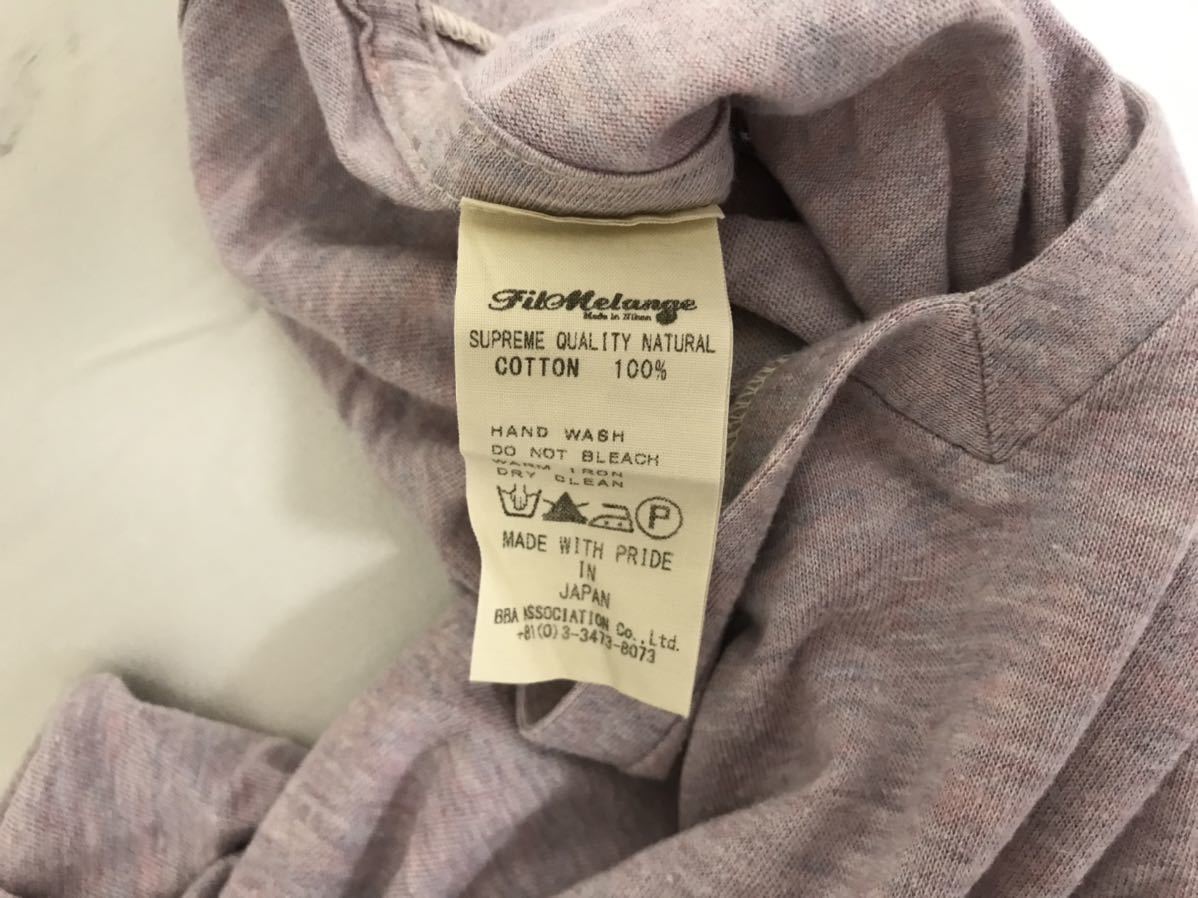 FilMelange
Made in Nihon
SUPREME QUALITY NATURAL
COTTON 100%
HAND WASH
DO NOT BLEACH
WARM IRON
DRY CLEAN
P
MADE WITH PRIDE
IN
JAPAN
BBA ASSOCIATION Co.,Ltd.
+81(0)3-3473-8073